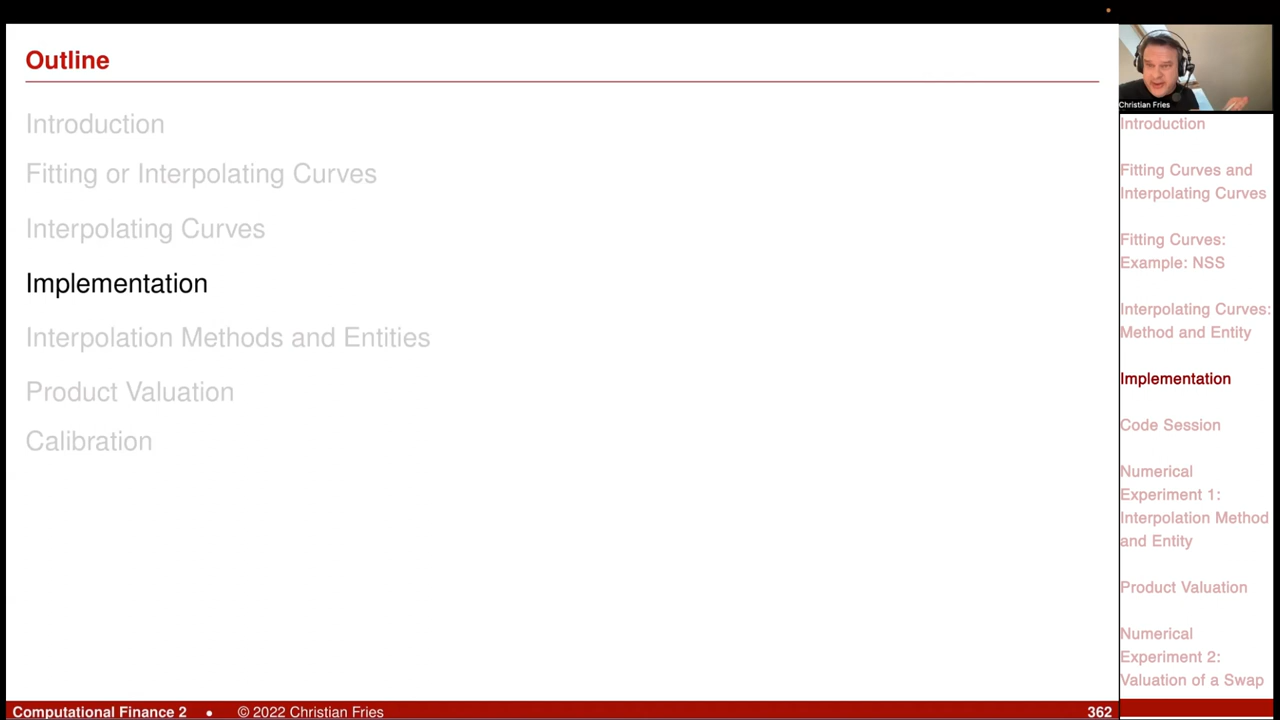 Outline
Introduction
Fitting or Interpolating Curves
Interpolating Curves
Implementation
Interpolation Methods and Entities
Product Valuation
Calibration
Christian Fries
Introduction
Fitting Curves and
Interpolating Curves
Fitting Curves:
Example: NSS
Interpolating Curves:
Method and Entity
Implementation
Code Session
Numerical
Experiment 1:
Interpolation Method
and Entity
Product Valuation
Numerical
Experiment 2:
Valuation of a Swap
Computational Finance 2 • © 2022 Christian Fries 362